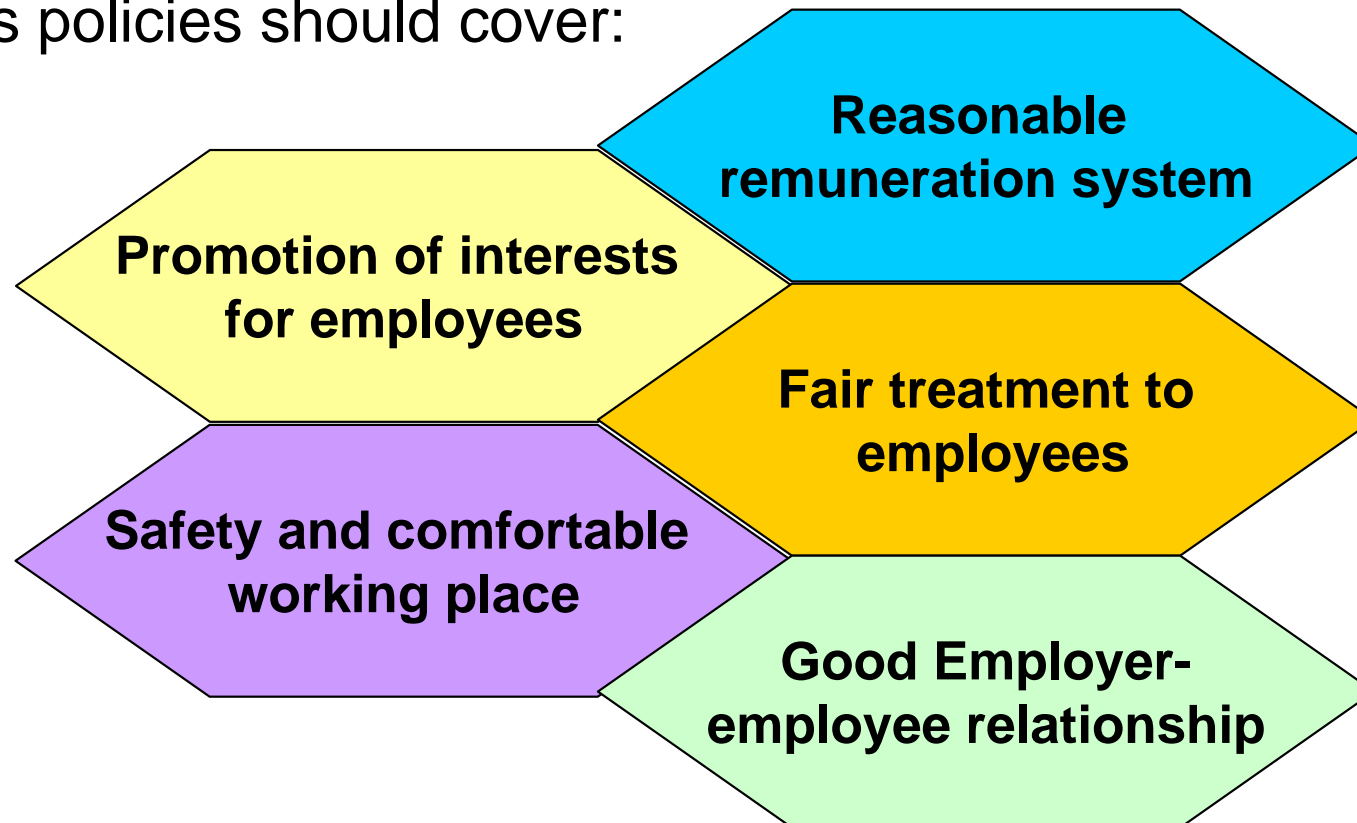 s policies should cover:
Reasonable
remuneration system
Promotion of interests
for employees
Fair treatment to
employees
Safety and comfortable
working place
Good Employer-
employee relationship